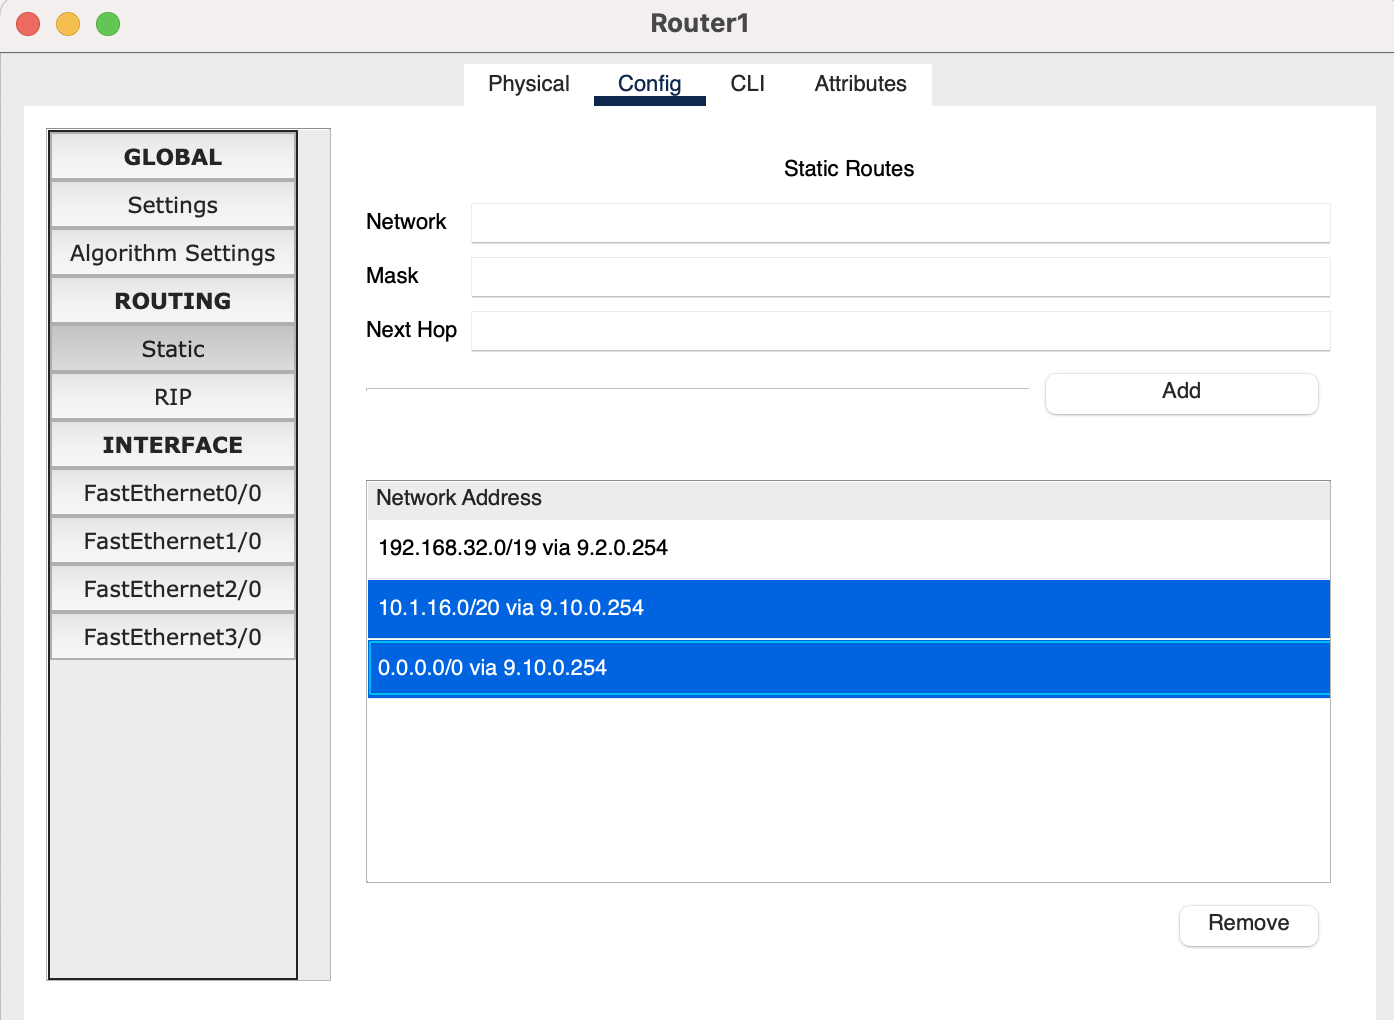 Router1
Physical Config CLI Attributes
GLOBAL
Settings
Algorithm Settings
ROUTING
Static
RIP
INTERFACE
FastEthernet0/0
FastEthernet1/0
FastEthernet2/0
FastEthernet3/0
Static Routes
Network
Mask
Next Hop
Add
Network Address
192.168.32.0/19 via 9.2.0.254
10.1.16.0/20 via 9.10.0.254
0.0.0.0/0 via 9.10.0.254
Remove